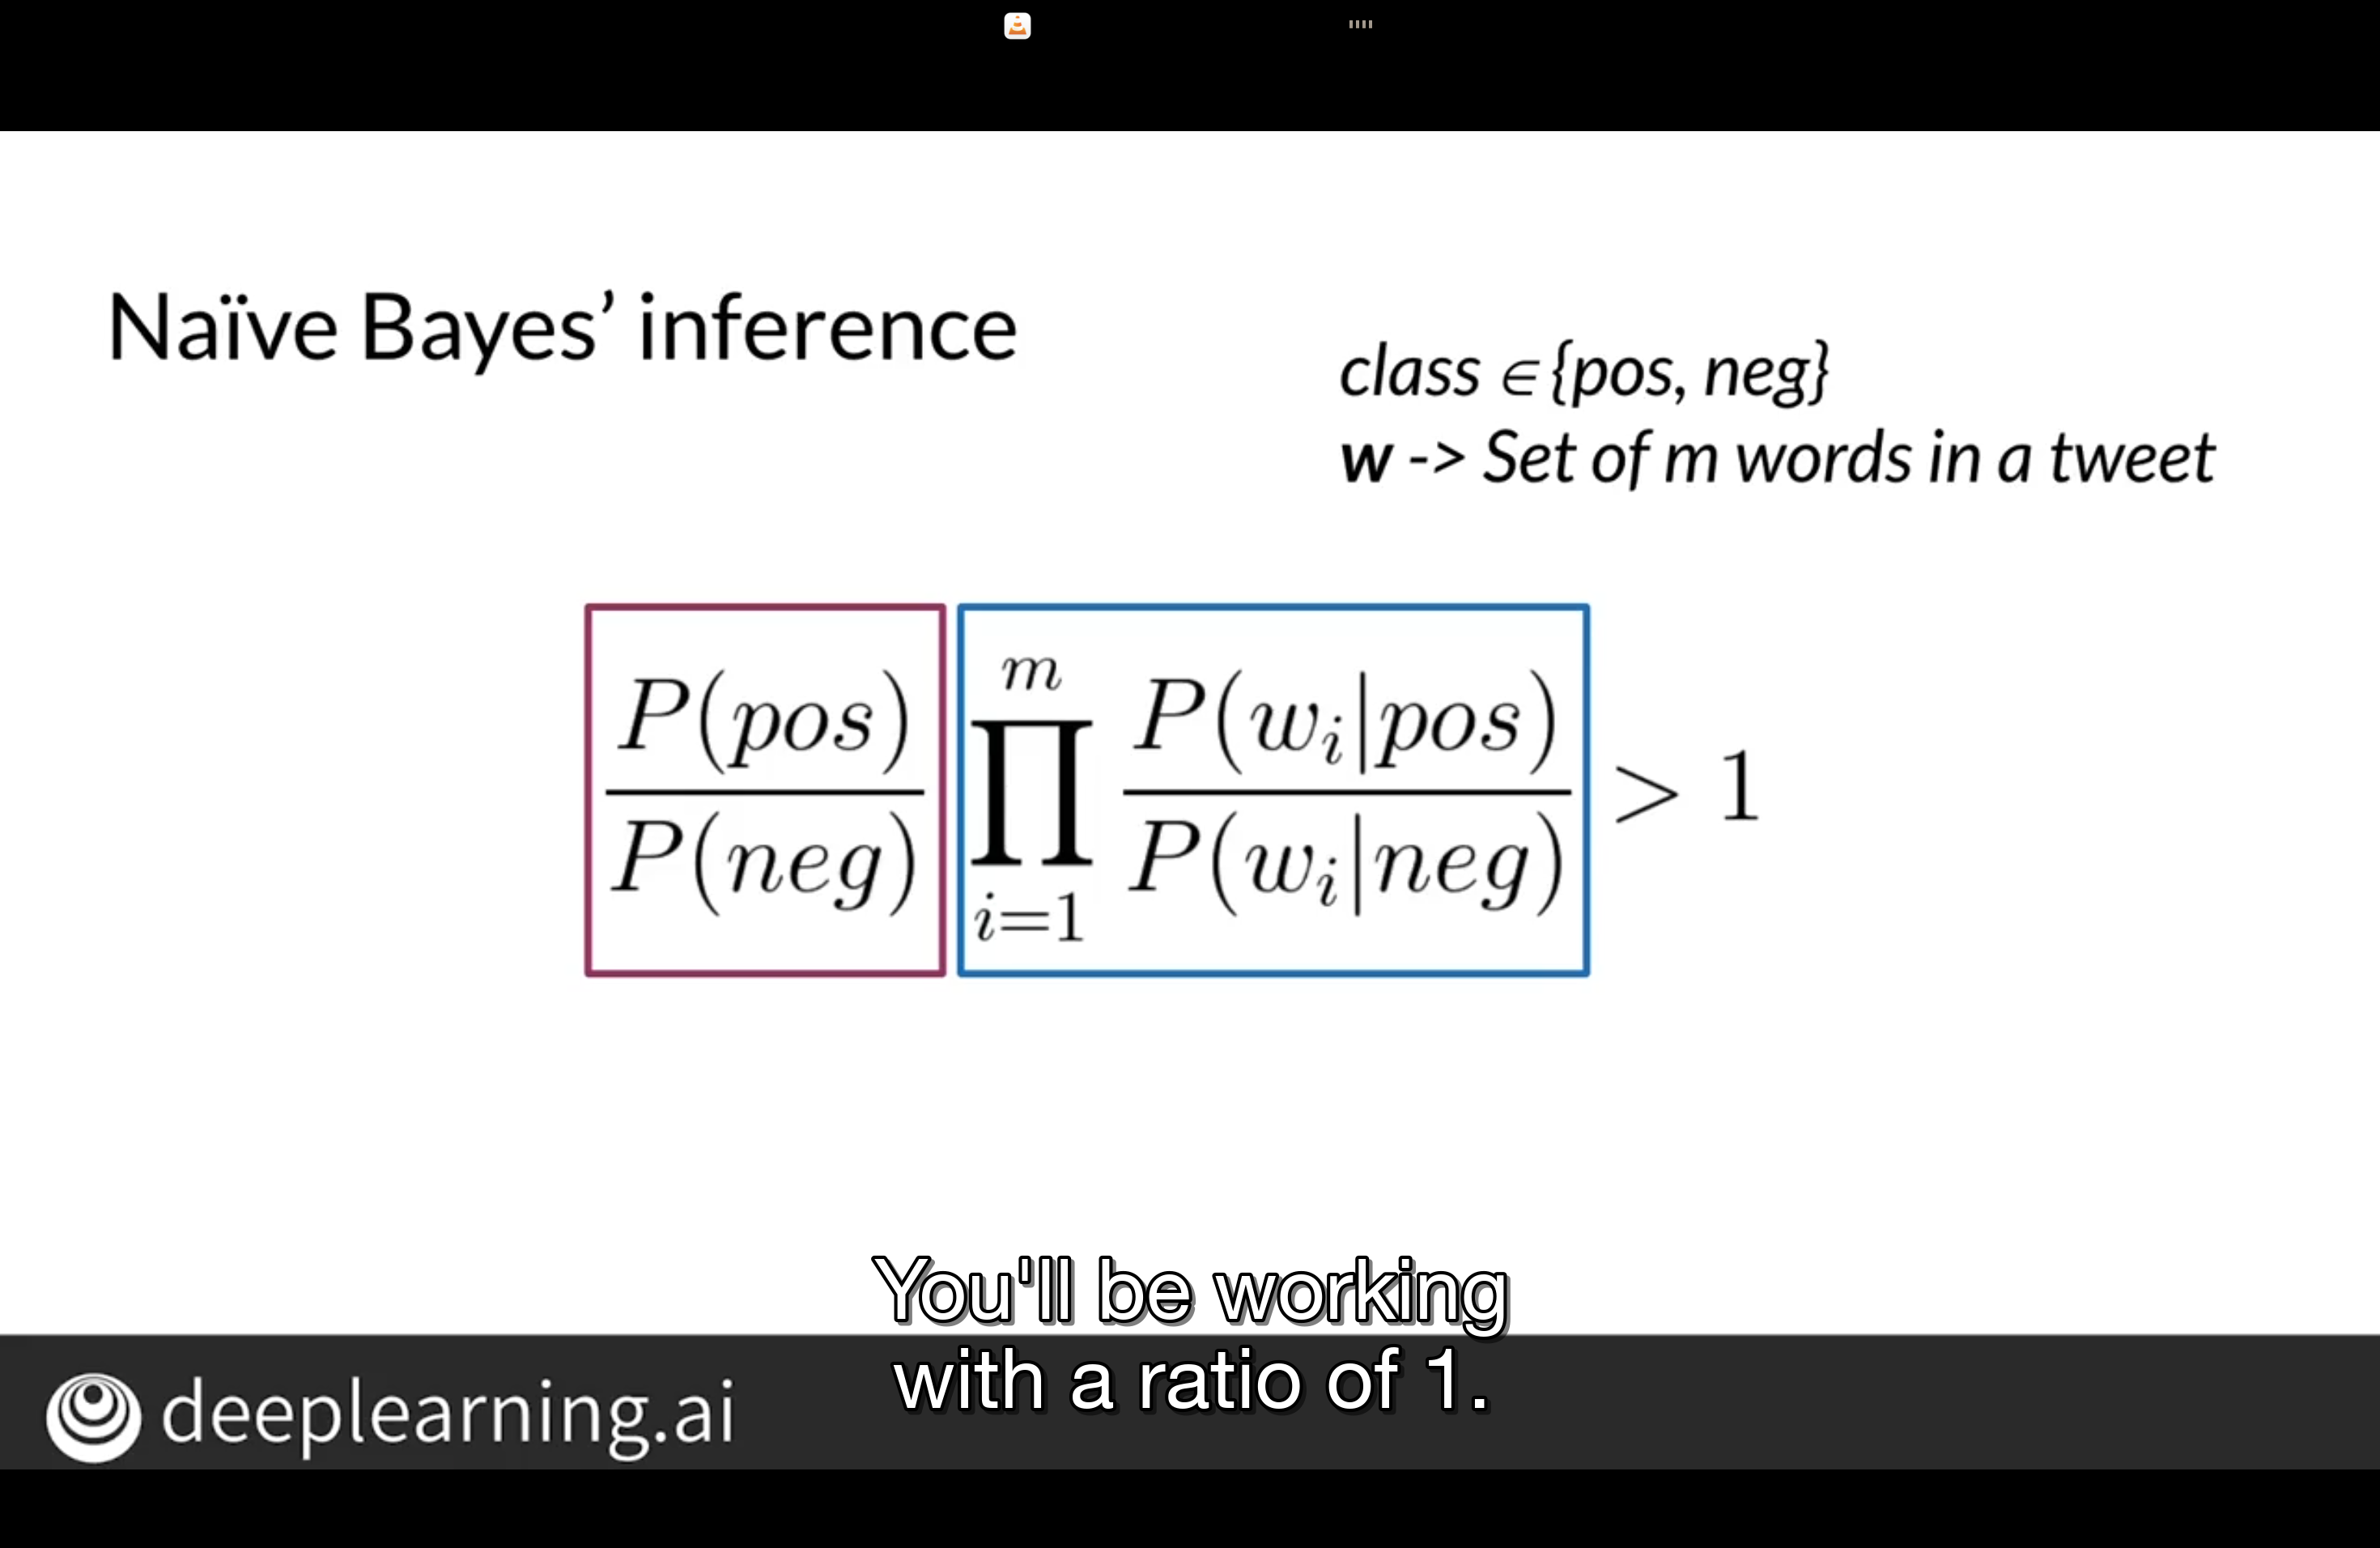 Naïve Bayes’ inference
class ∈ {pos, neg}
w -> Set of m words in a tweet
P(pos) / P(neg) ∏_{i=1}^{m} P(w_i|pos) / P(w_i|neg) > 1
You'll be working
with a ratio of 1.
deeplearning.ai